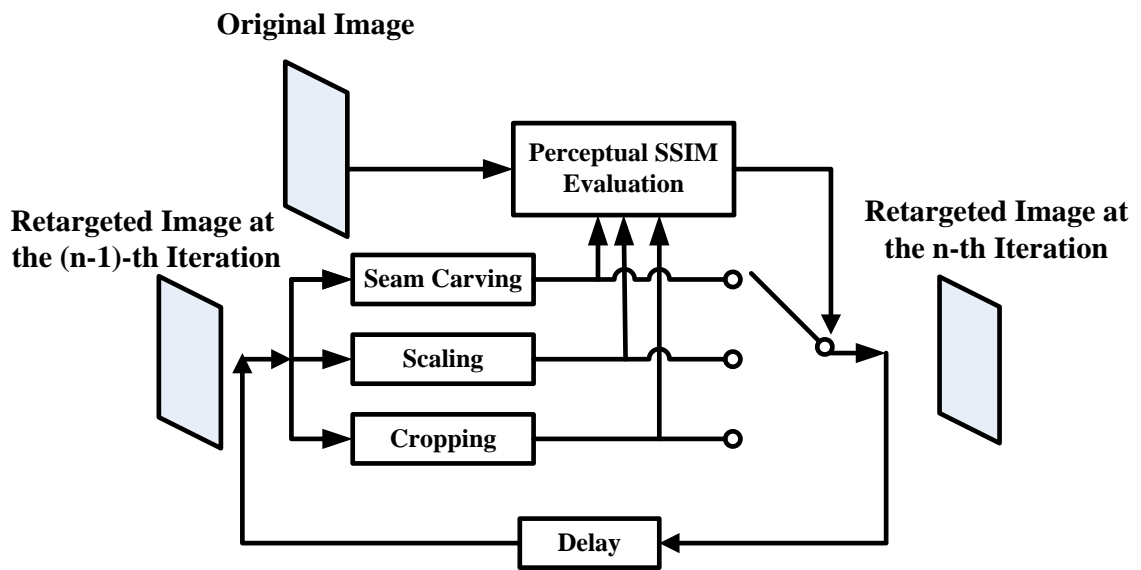 Original Image
Perceptual SSIM
Evaluation
Retargeted Image at
the (n-1)-th Iteration
Retargeted Image at
the n-th Iteration
Seam Carving
Scaling
Cropping
Delay